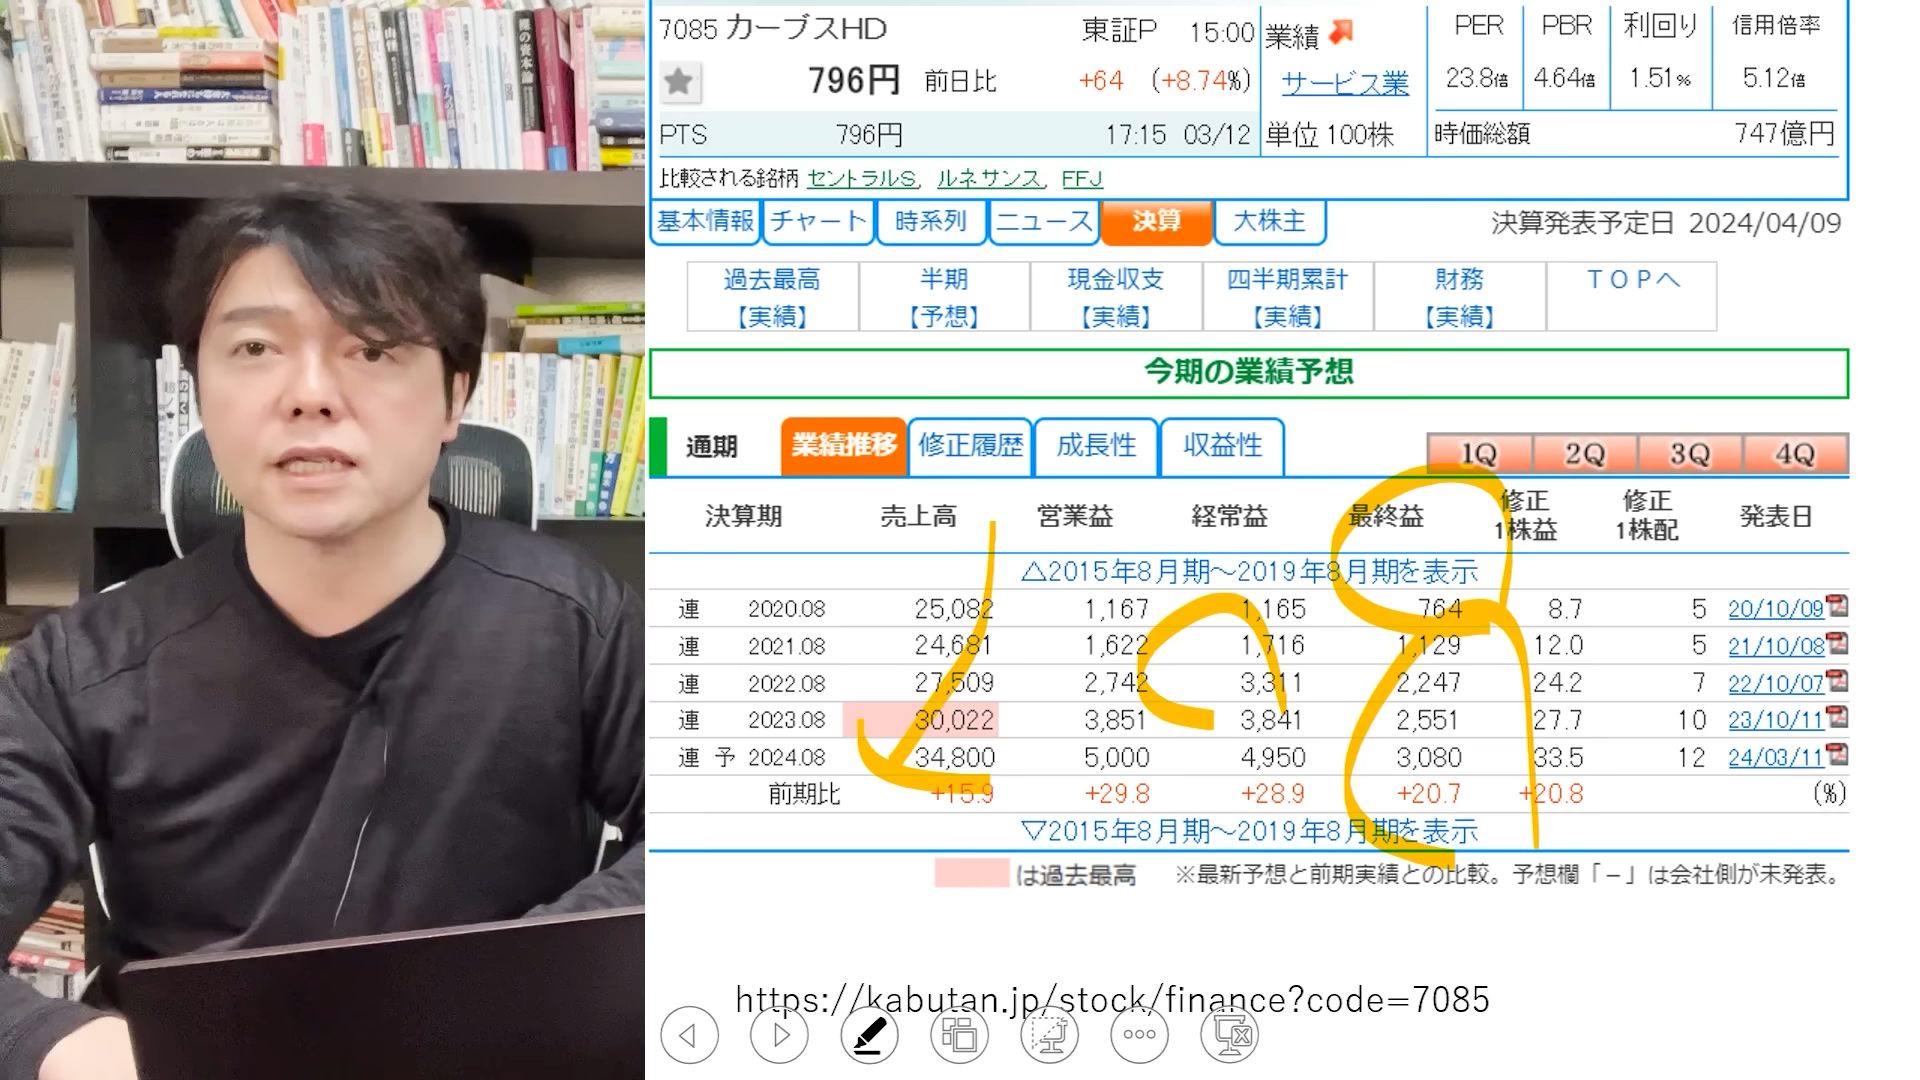 7085 カーブスHD 東証P 15:00
796円 前日比 +64 (+8.74%)
PTS 796円 17:15 03/12
業績
サービス業
単位 100株
PER PBR 利回り 信用倍率
23.8倍 4.64倍 1.51% 5.12倍
時価総額 747億円
比較される銘柄 セントラルS, ルネサンス, FFJ
基本情報 チャート 時系列 ニュース 決算 大株主 決算発表予定日 2024/04/09
過去最高 半期 現金収支 四半期累計 財務 TOPへ
【実績】 【予想】 【実績】 【実績】 【実績】
今期の業績予想
通期 業績推移 修正履歴 成長性 収益性 1Q 2Q 3Q 4Q
決算期 売上高 営業益 経常益 最終益 修正1株益 修正1株配 発表日
△2015年8月期～2019年8月期を表示
連 2020.08 25,082 1,167 1,165 764 8.7 5 20/10/09
連 2021.08 24,681 1,622 1,716 1,129 12.0 5 21/10/08
連 2022.08 27,509 2,742 3,311 2,247 24.2 7 22/10/07
連 2023.08 30,022 3,851 3,841 2,551 27.7 10 23/10/11
連 予 2024.08 34,800 5,000 4,950 3,080 33.5 12 24/03/11
前期比 +15.9 +29.8 +28.9 +20.7 +20.8 (%)
▽2015年8月期～2019年8月期を表示
は過去最高 ※最新予想と前期実績との比較。予想欄「－」は会社側が未発表。
https://kabutan.jp/stock/finance?code=7085